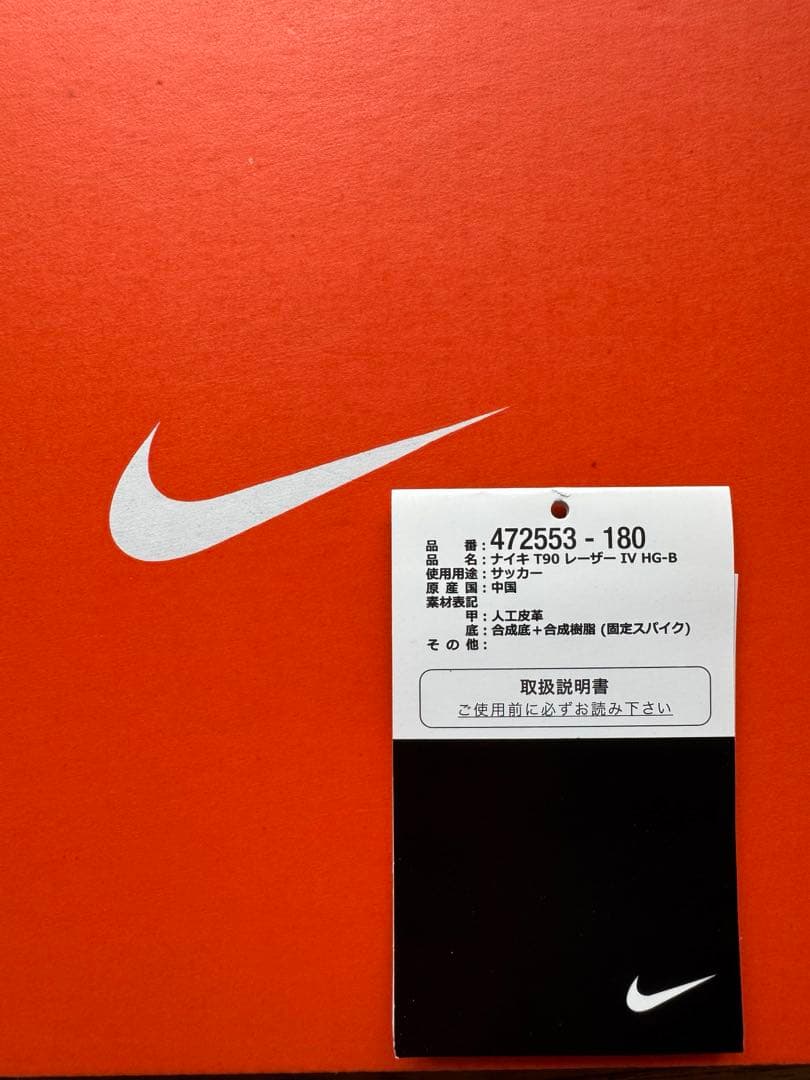 品番：472553 - 180
品名：ナイキ T90 レーザー IV HG-B
使用用途：サッカー
原産国：中国
素材表記
甲：人工皮革
底：合成底＋合成樹脂 (固定スパイク)
その他：
取扱説明書
ご使用前に必ずお読み下さい